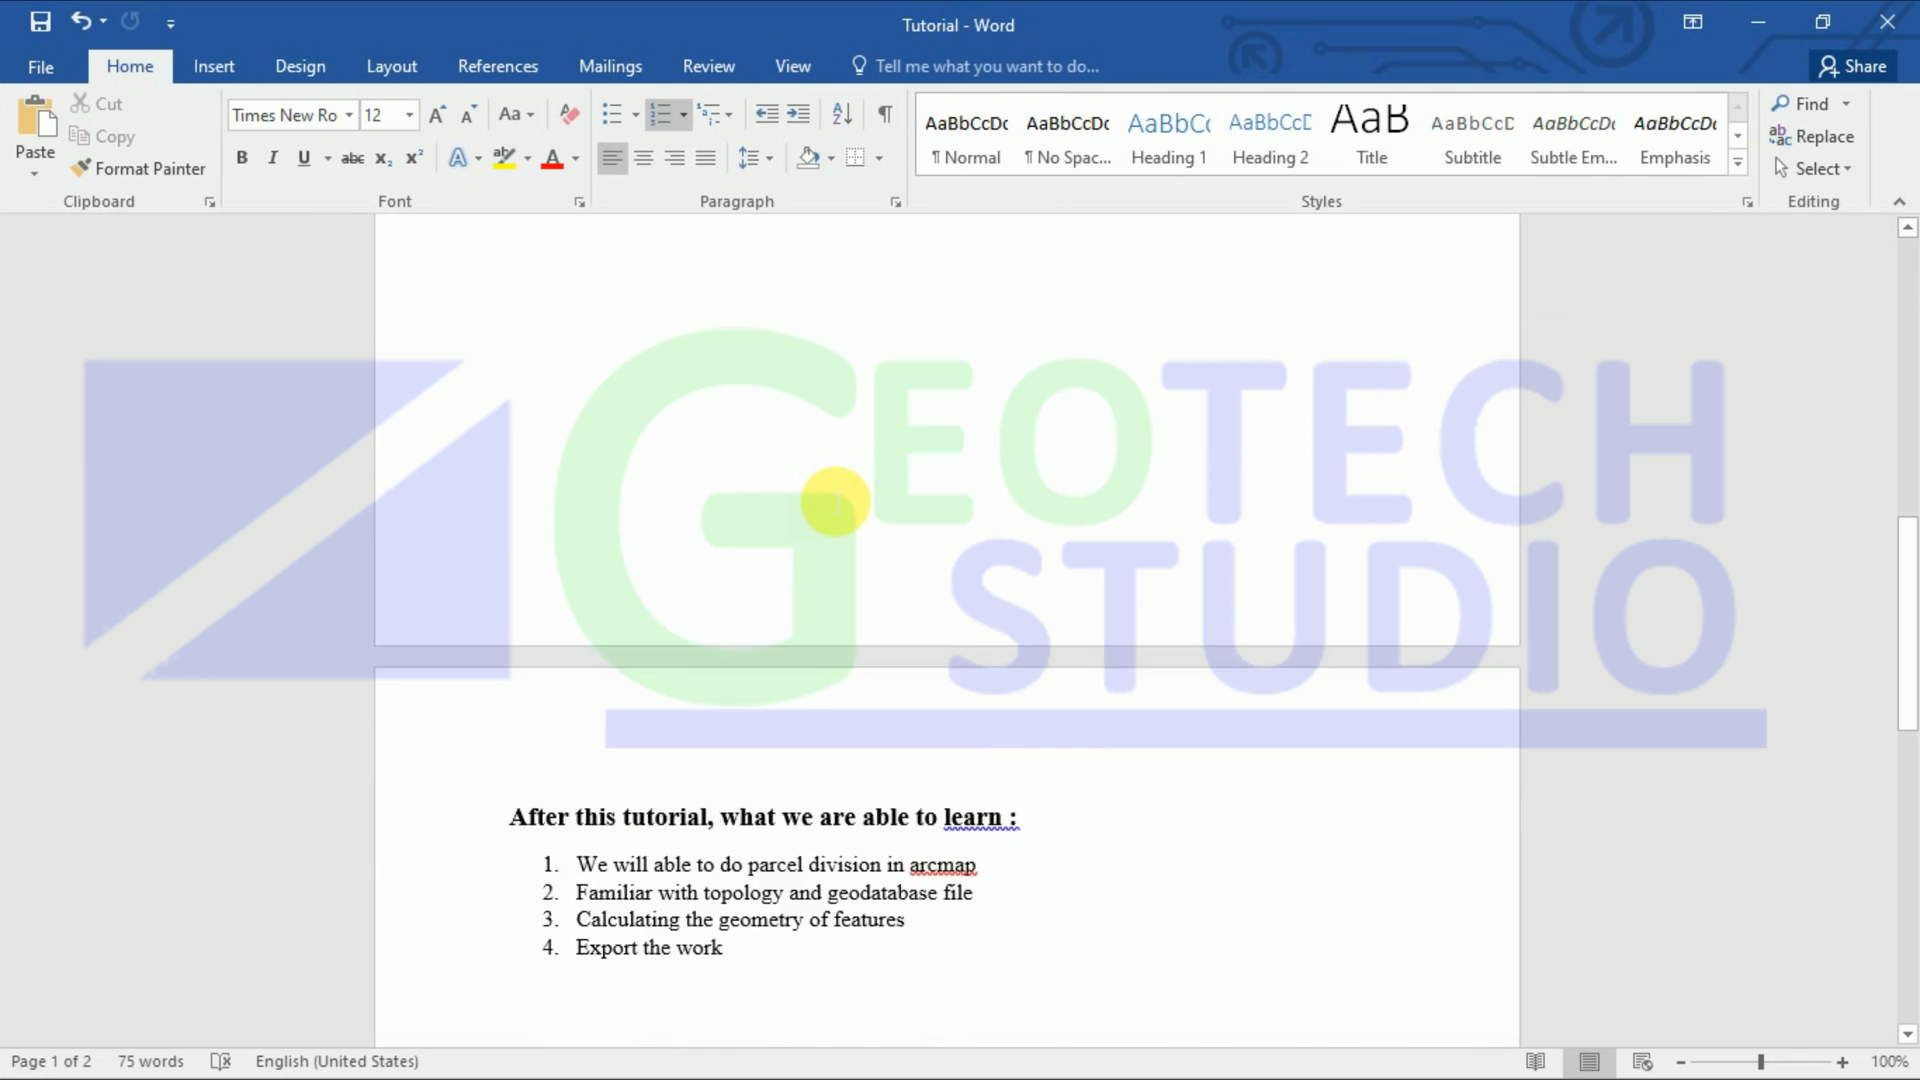 Tutorial - Word
File Home Insert Design Layout References Mailings Review View Tell me what you want to do... Share
Paste
Cut
Copy
Format Painter
Clipboard
Times New Ro 12
Font
Paragraph
AaBbCcDc AaBbCcDc AaBbC AaBbCcD AaB AaBbCcD AaBbCcDc AaBbCcDc
¶ Normal ¶ No Spac... Heading 1 Heading 2 Title Subtitle Subtle Em... Emphasis
Styles
Find
Replace
Select
Editing
GEOTECH
STUDIO
After this tutorial, what we are able to learn :
1. We will able to do parcel division in arcmap
2. Familiar with topology and geodatabase file
3. Calculating the geometry of features
4. Export the work
Page 1 of 2 75 words English (United States) 100%